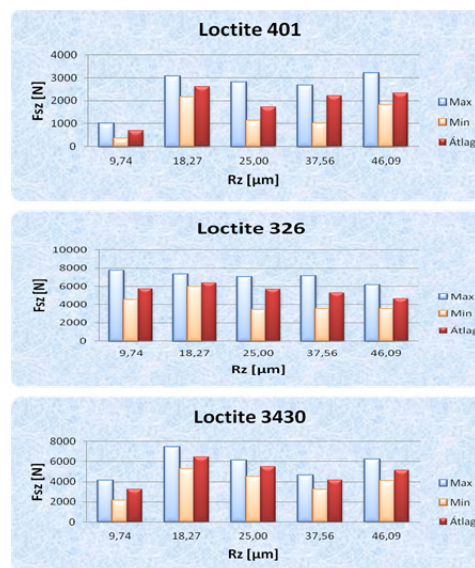 Loctite 401
Fsz [N]
4000
3000
2000
1000
0
9,74 18,27 25,00 37,56 46,09
Rz [µm]
Max
Min
Átlag
Loctite 326
Fsz [N]
10000
8000
6000
4000
2000
0
9,74 18,27 25,00 37,56 46,09
Rz [µm]
Max
Min
Átlag
Loctite 3430
Fsz [N]
8000
6000
4000
2000
0
9,74 18,27 25,00 37,56 46,09
Rz [µm]
Max
Min
Átlag